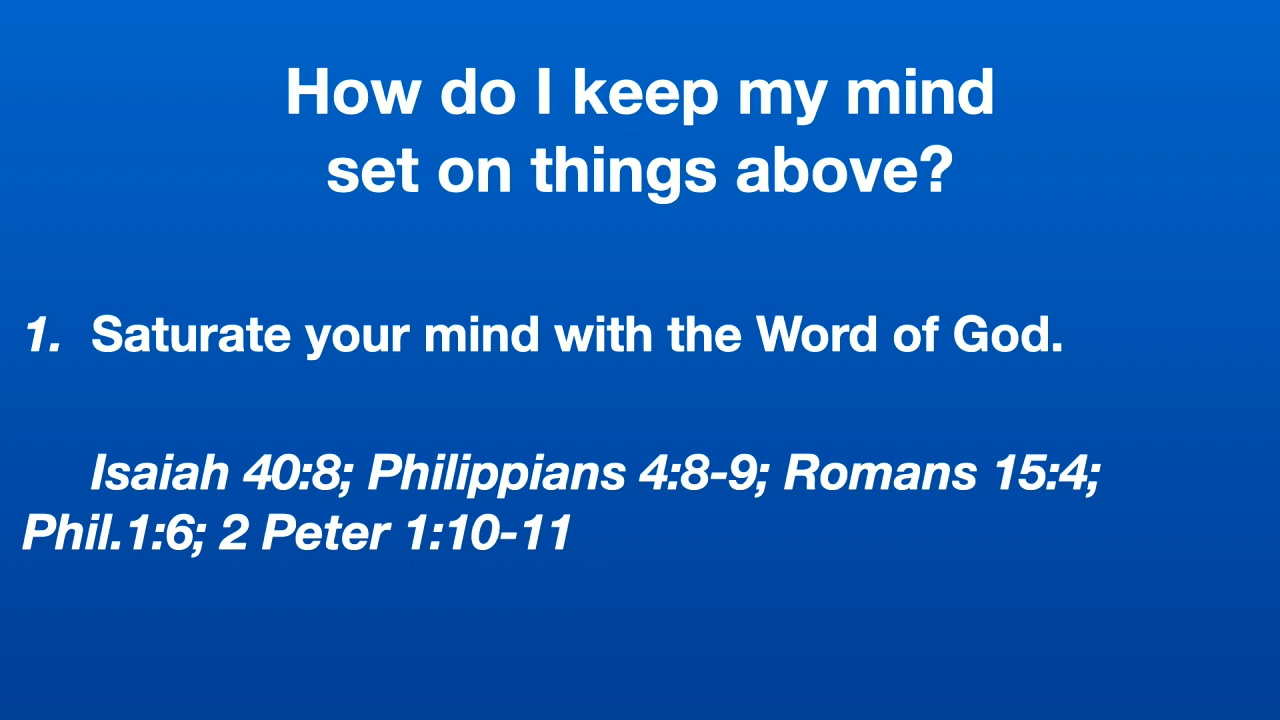 How do I keep my mind
set on things above?
1. Saturate your mind with the Word of God.
Isaiah 40:8; Philippians 4:8-9; Romans 15:4;
Phil.1:6; 2 Peter 1:10-11